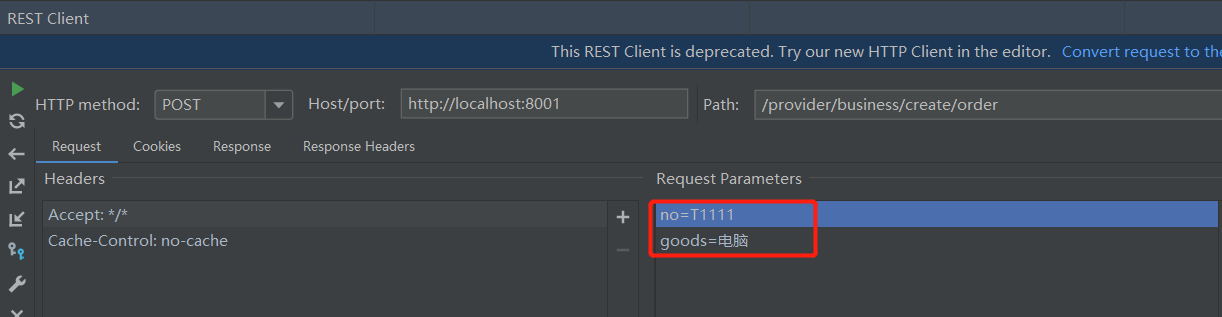 REST Client
This REST Client is deprecated. Try our new HTTP Client in the editor. Convert request to the
HTTP method: POST Host/port: http://localhost:8001 Path: /provider/business/create/order
Request Cookies Response Response Headers
Headers Request Parameters
Accept: */* no=T1111
Cache-Control: no-cache goods=电脑